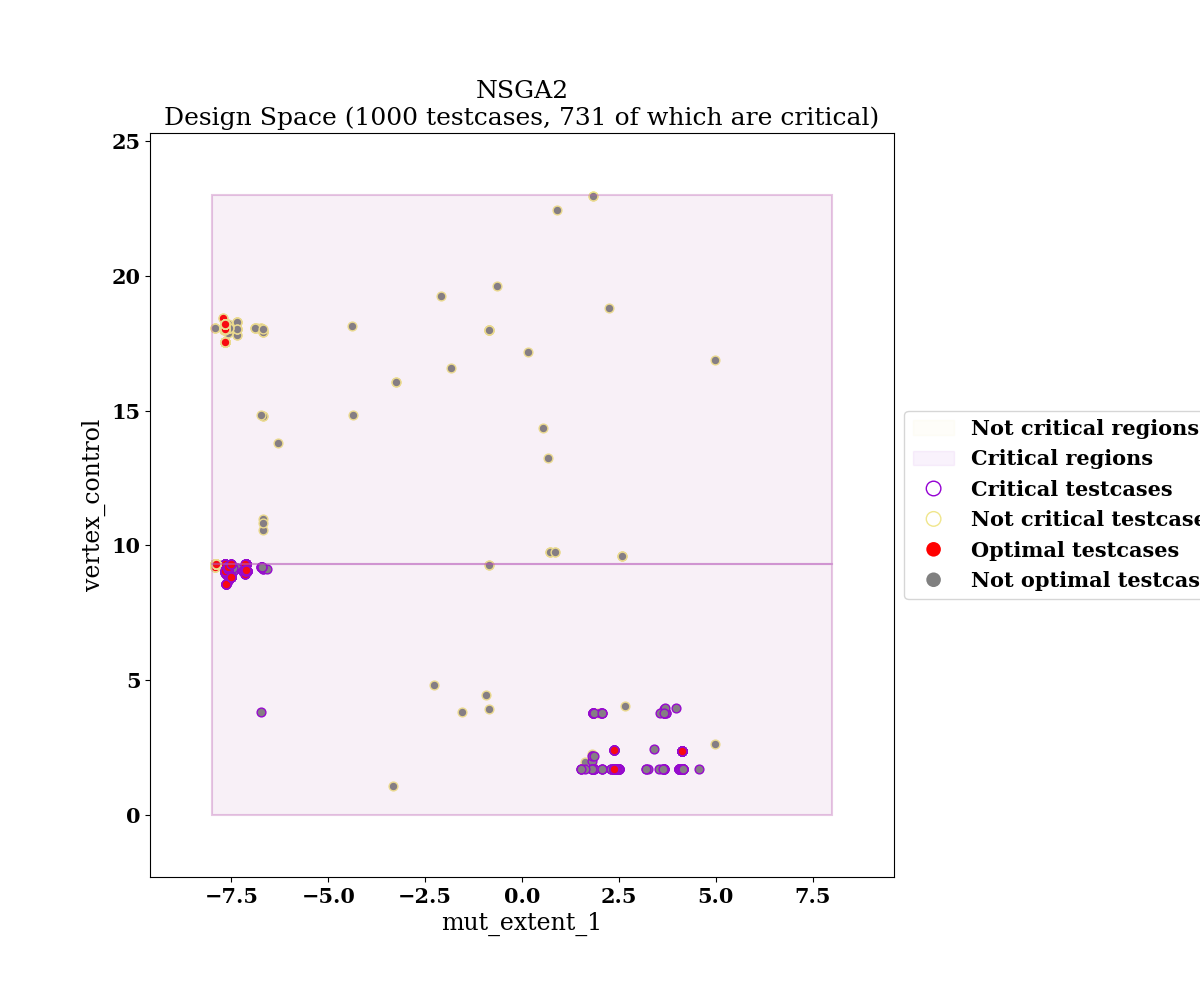 NSGA2
Design Space (1000 testcases, 731 of which are critical)
25
20
15
10
5
0
vertex_control
−7.5 −5.0 −2.5 0.0 2.5 5.0 7.5
mut_extent_1
Not critical regions
Critical regions
Critical testcases
Not critical testcase
Optimal testcases
Not optimal testcas